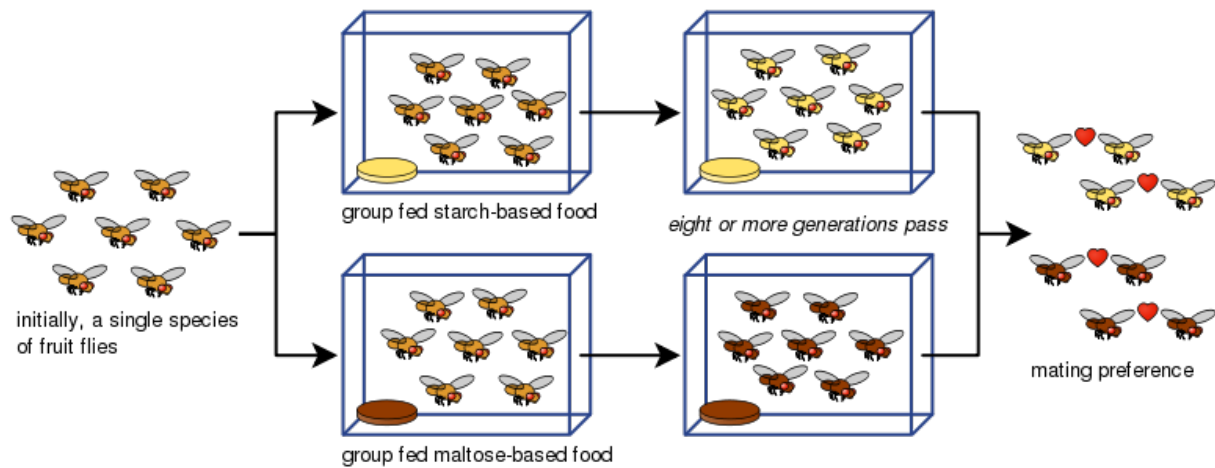 initially, a single species
of fruit flies
group fed starch-based food
group fed maltose-based food
eight or more generations pass
mating preference